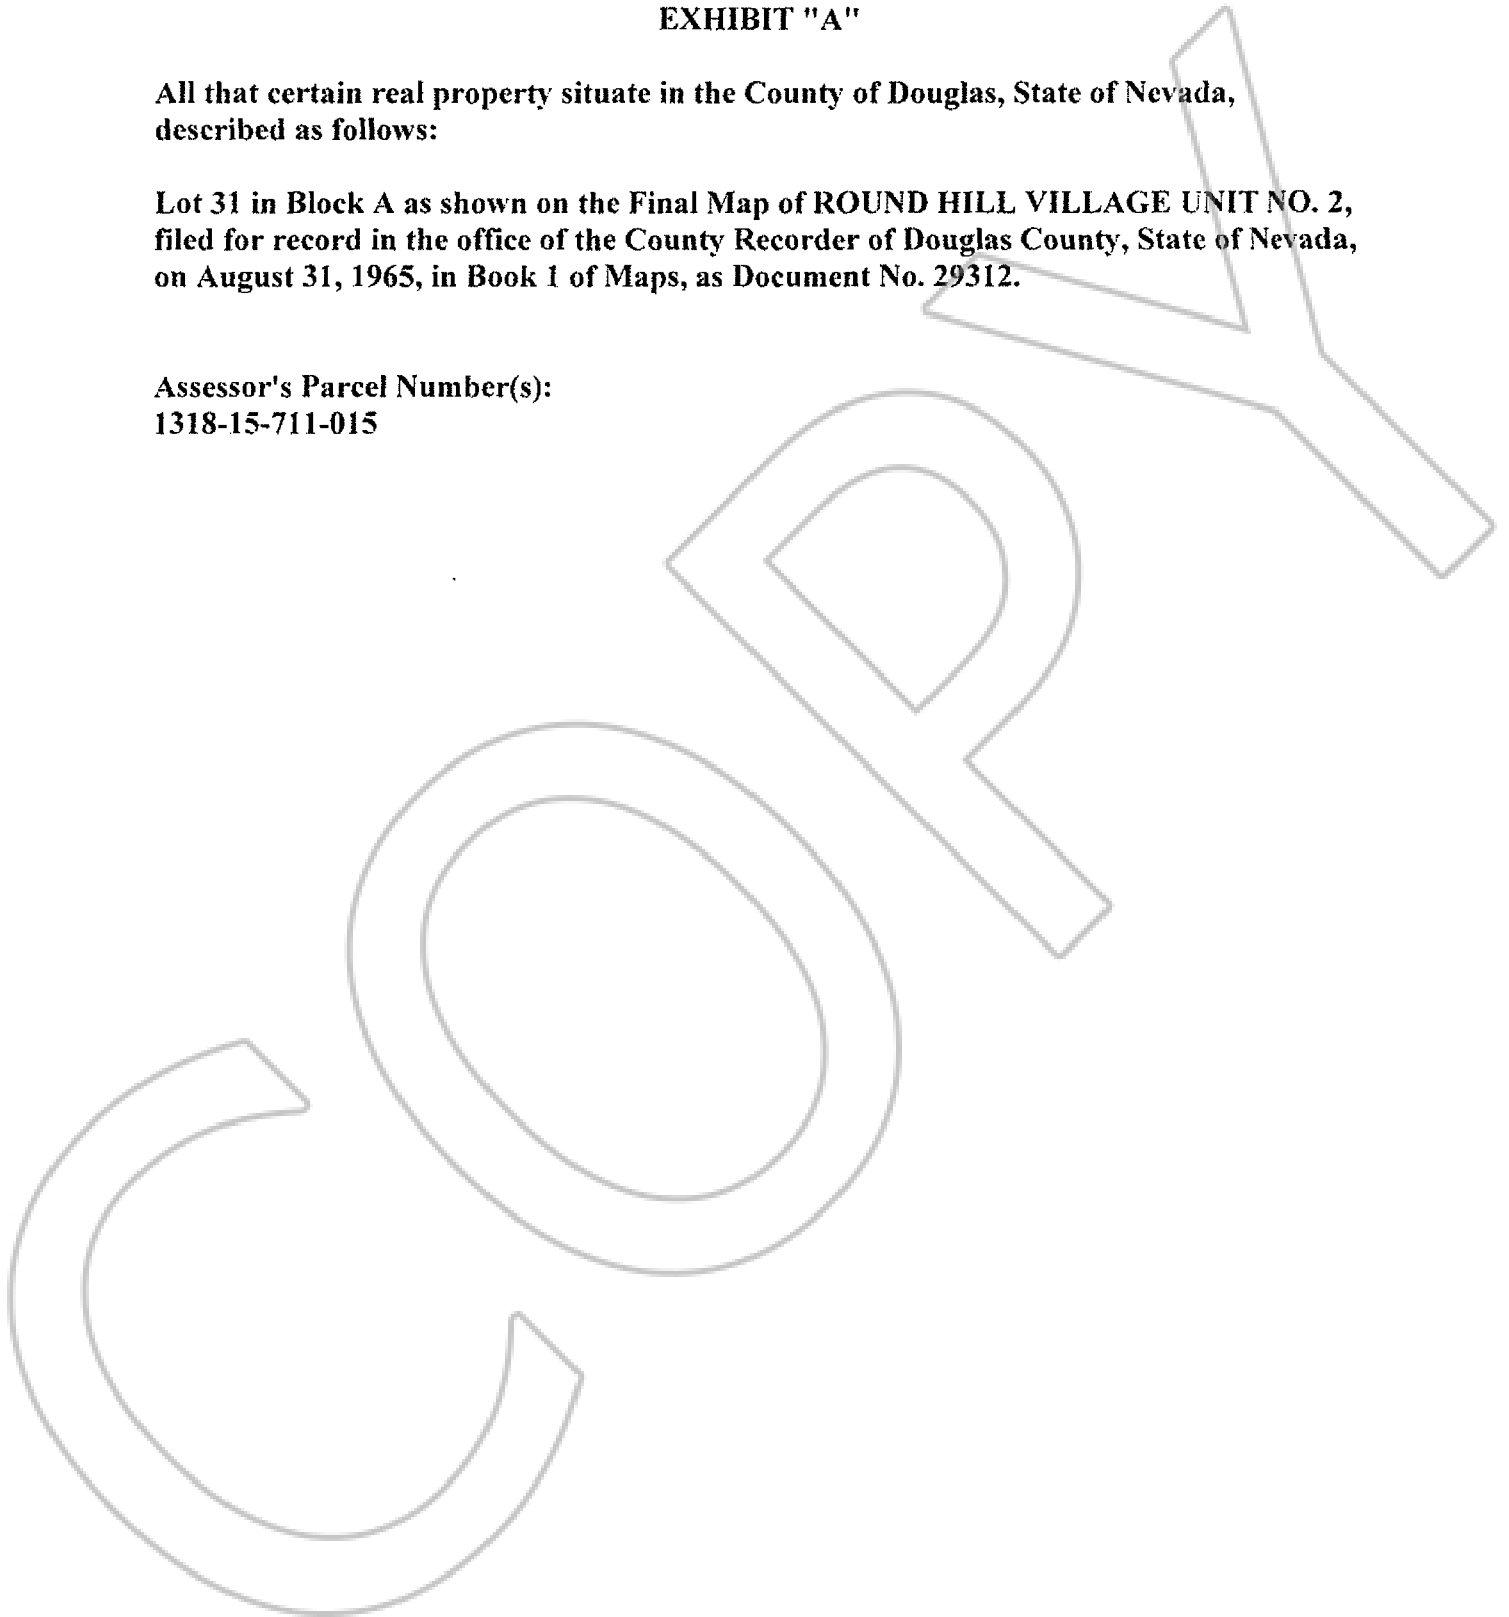 EXHIBIT "A"
All that certain real property situate in the County of Douglas, State of Nevada,
described as follows:
Lot 31 in Block A as shown on the Final Map of ROUND HILL VILLAGE UNIT NO. 2,
filed for record in the office of the County Recorder of Douglas County, State of Nevada,
on August 31, 1965, in Book 1 of Maps, as Document No. 29312.
Assessor's Parcel Number(s):
1318-15-711-015
COPY